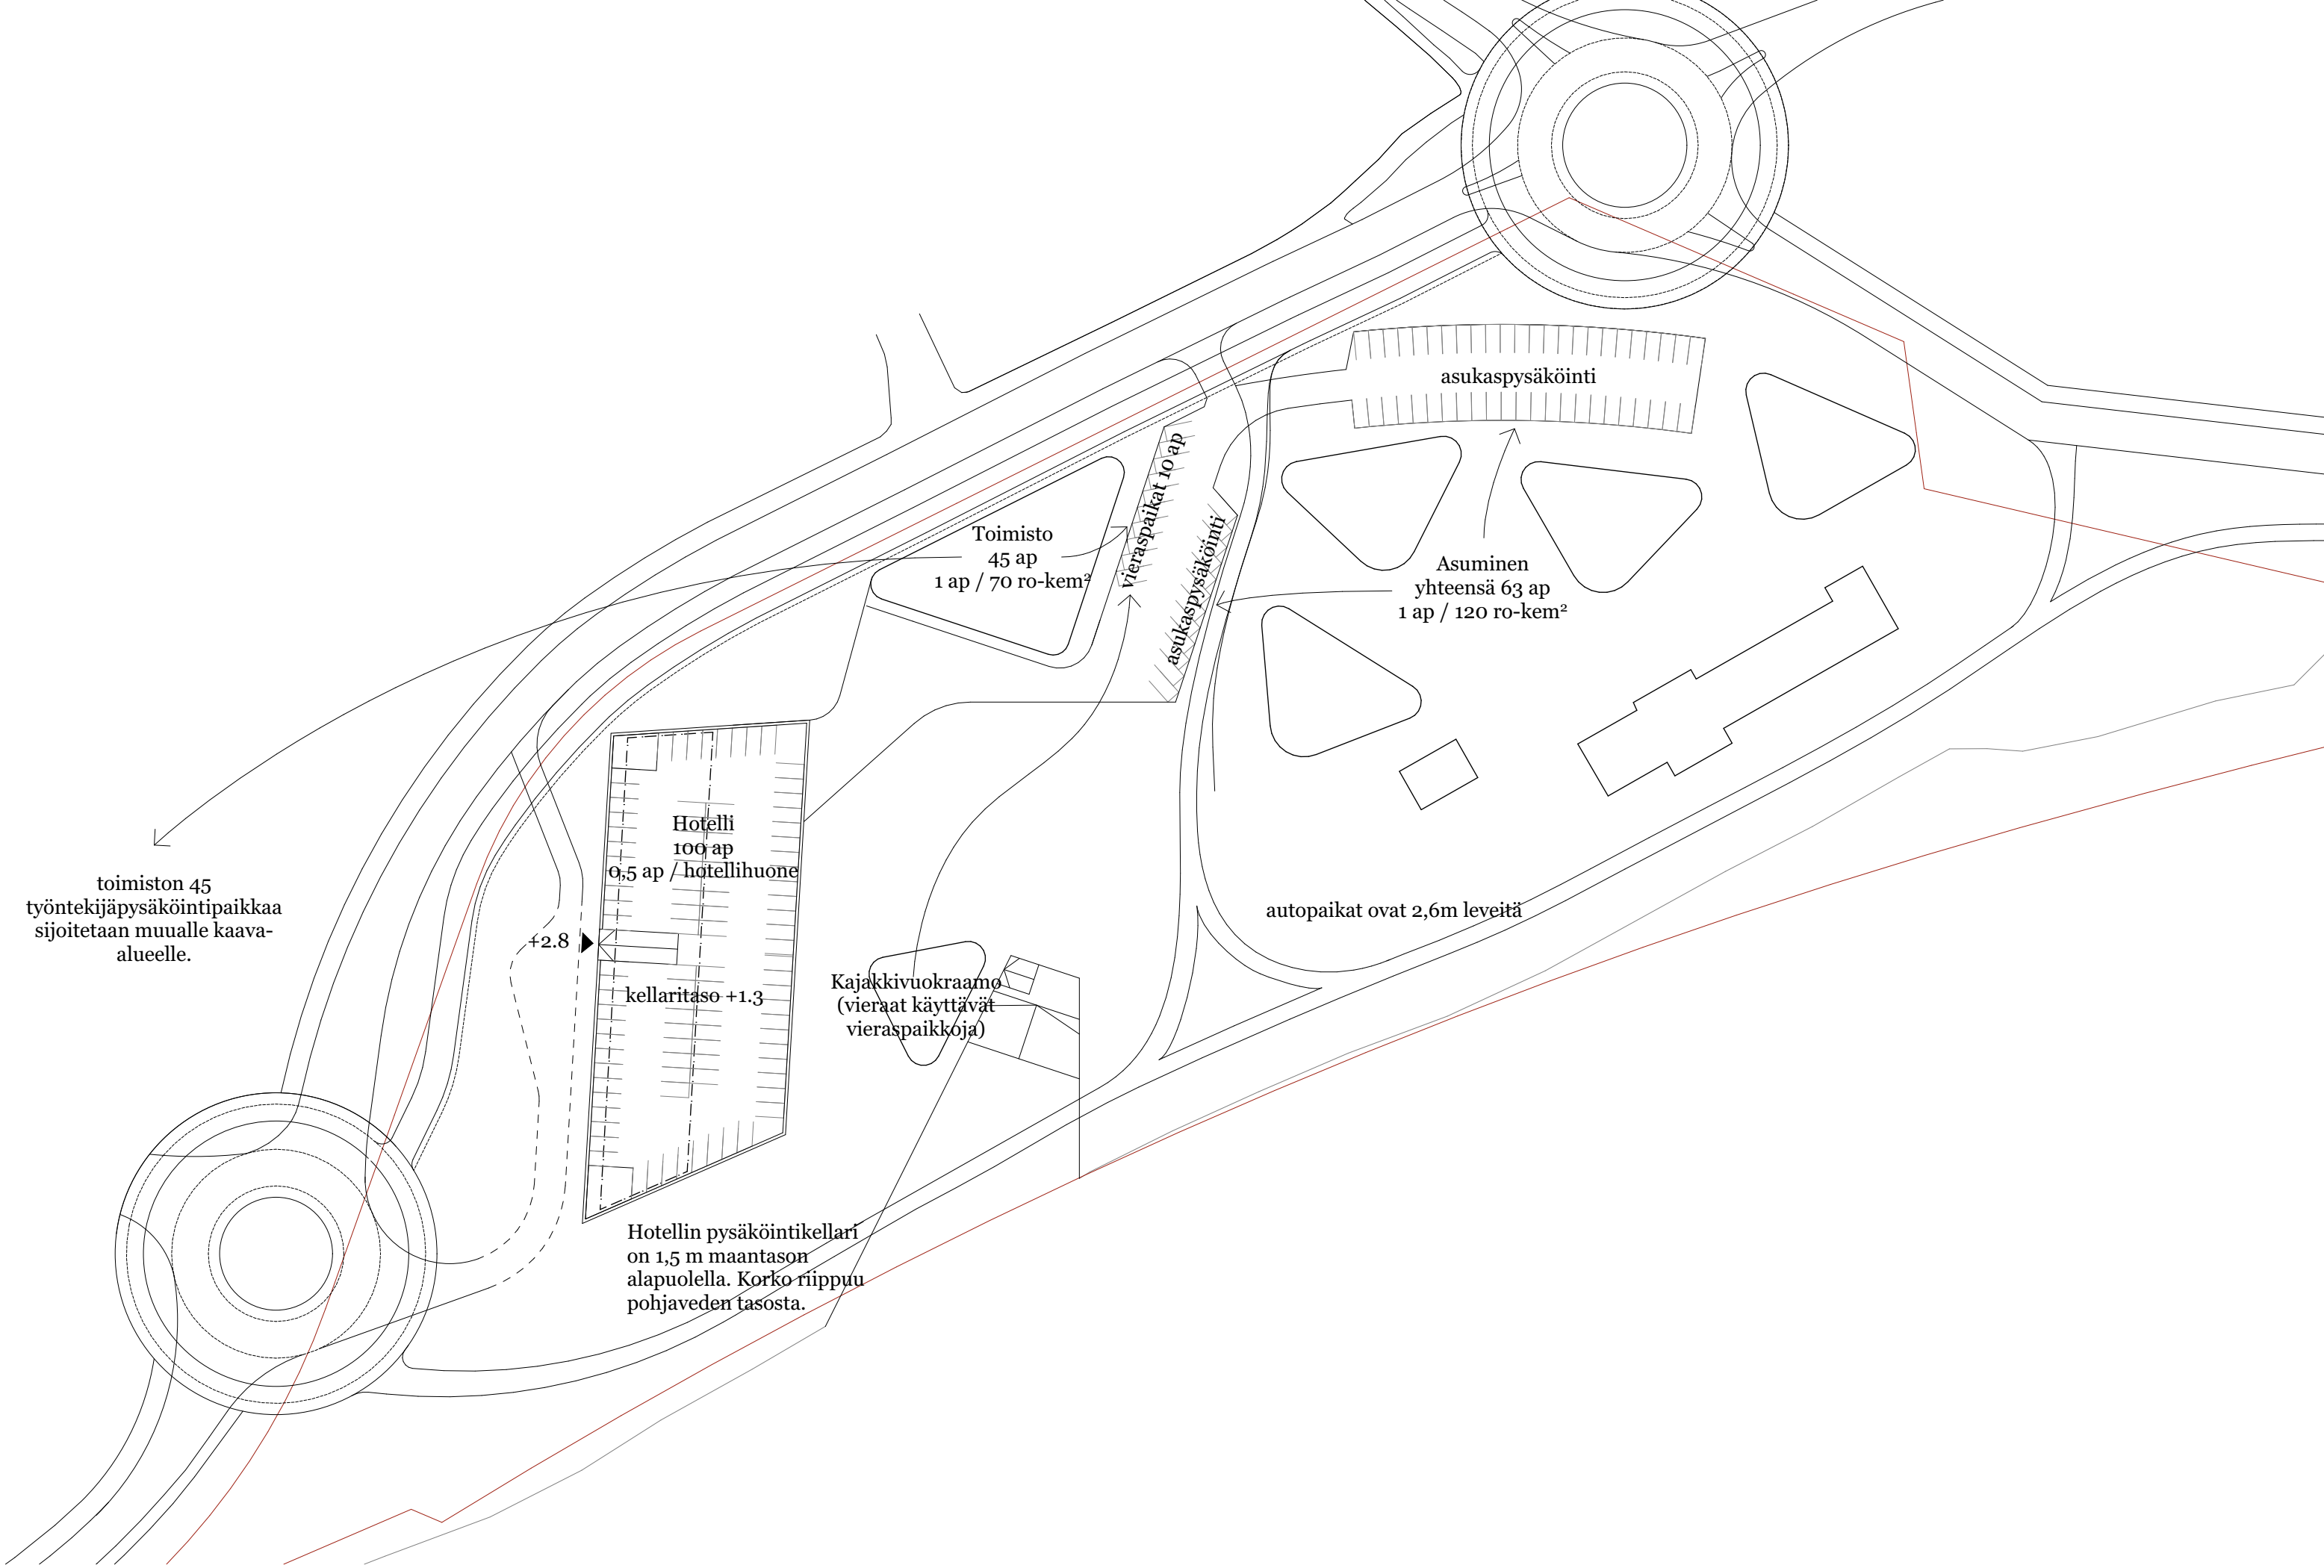 asukaspysäköinti
vieraspaikat 10 ap
asukaspysäköinti
Toimisto
45 ap
1 ap / 70 ro-kem²
Asuminen
yhteensä 63 ap
1 ap / 120 ro-kem²
Hotelli
100 ap
0,5 ap / hotellihuone
toimiston 45
työntekijäpysäköintipaikkaa
sijoitetaan muualle kaava-
alueelle.
autopaikat ovat 2,6m leveitä
+2.8
kellaritaso +1.3
Kajakkivuokraamo
(vieraat käyttävät
vieraspaikkoja)
Hotellin pysäköintikellari
on 1,5 m maantason
alapuolella. Korko riippuu
pohjaveden tasosta.